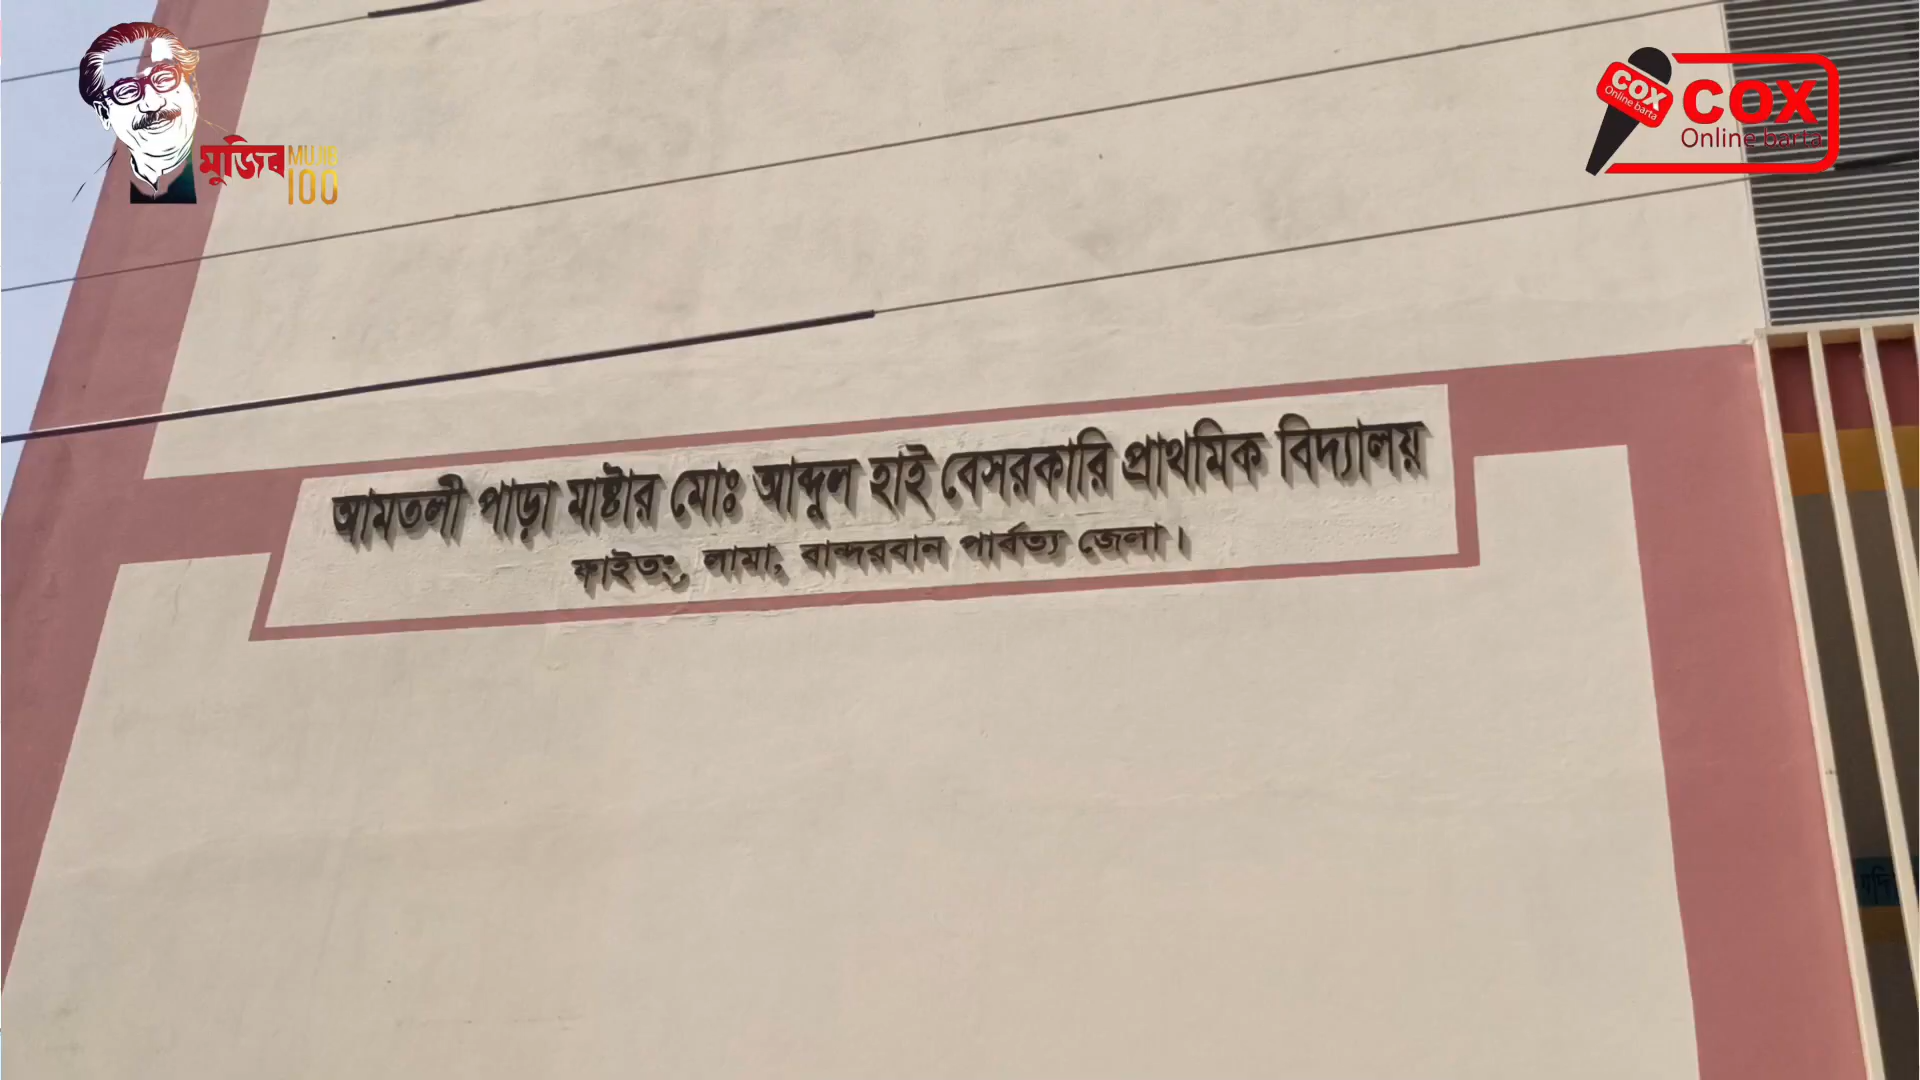 মুজিব MUJIB
100
COX
Online barta
COX
Online barta
আমতলী পাড়া মাষ্টার মোঃ আব্দুল হাই বেসরকারি প্রাথমিক বিদ্যালয়
ফাইতং, লামা, বান্দরবান পার্বত্য জেলা।